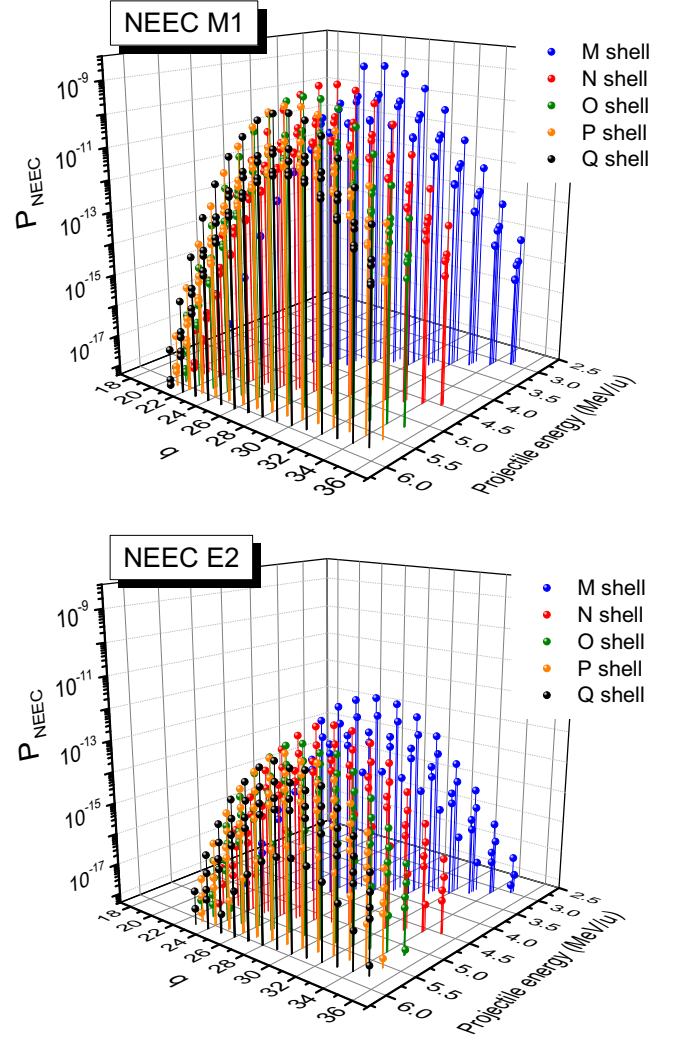 NEEC M1
M shell
N shell
O shell
P shell
Q shell
10⁻⁹
10⁻¹¹
10⁻¹³
10⁻¹⁵
10⁻¹⁷
P_NEEC
18
20
22
24
26
28
30
32
34
36
q
2.5
3.0
3.5
4.0
4.5
5.0
5.5
6.0
Projectile energy (MeV/u)
NEEC E2
M shell
N shell
O shell
P shell
Q shell
10⁻⁹
10⁻¹¹
10⁻¹³
10⁻¹⁵
10⁻¹⁷
P_NEEC
18
20
22
24
26
28
30
32
34
36
q
2.5
3.0
3.5
4.0
4.5
5.0
5.5
6.0
Projectile energy (MeV/u)